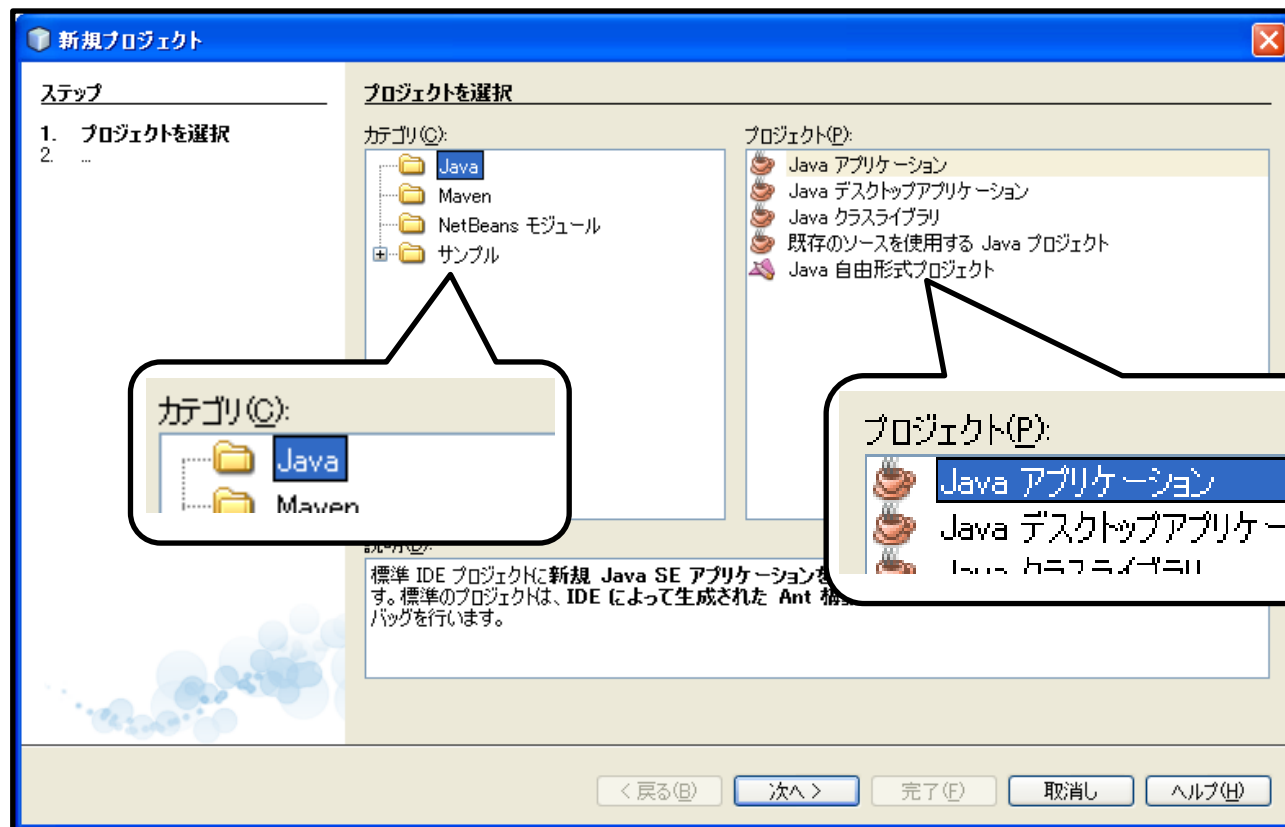 新規プロジェクト
ステップ
1. プロジェクトを選択
2. ...
プロジェクトを選択
カテゴリ(C):
Java
Maven
NetBeans モジュール
サンプル
プロジェクト(P):
Java アプリケーション
Java デスクトップアプリケーション
Java クラスライブラリ
既存のソースを使用する Java プロジェクト
Java 自由形式プロジェクト
カテゴリ(C):
Java
Maven
プロジェクト(P):
Java アプリケーション
Java デスクトップアプリケー
Java クラスライブラリ
標準 IDE プロジェクトに新規 Java SE アプリケーションを
す。標準のプロジェクトは、IDE によって生成された Ant 構
バッグを行います。
< 戻る(B)
次へ >
完了(F)
取消し
ヘルプ(H)